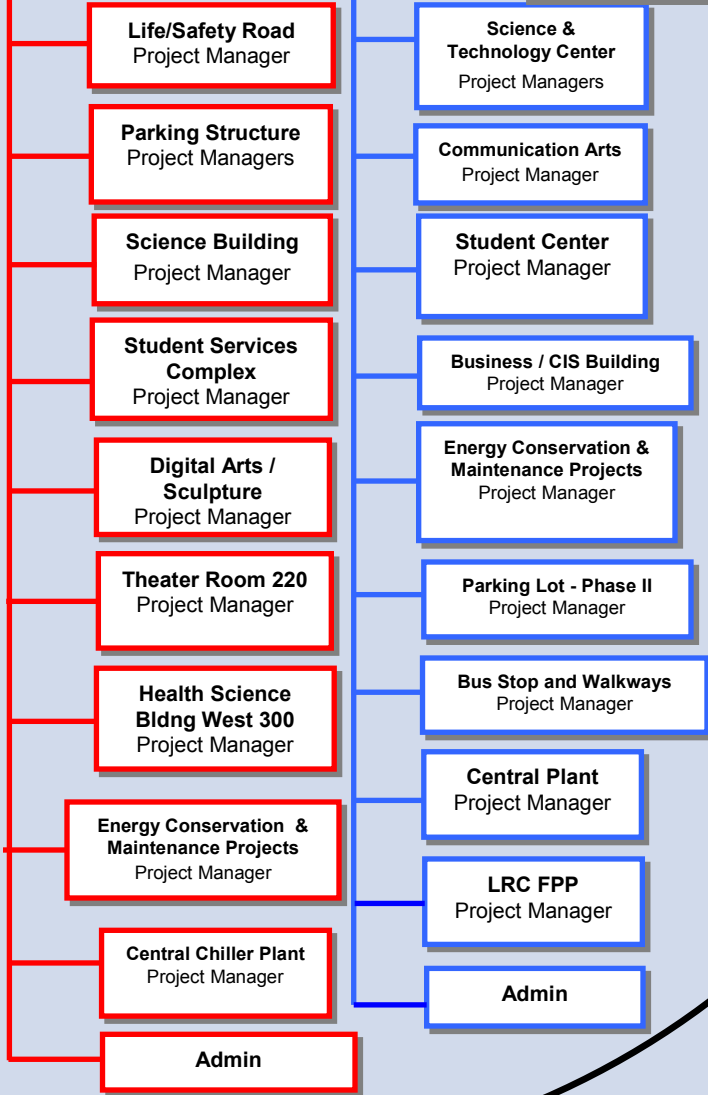 Life/Safety Road
Project Manager
Parking Structure
Project Managers
Science Building
Project Manager
Student Services
Complex
Project Manager
Digital Arts /
Sculpture
Project Manager
Theater Room 220
Project Manager
Health Science
Bldng West 300
Project Manager
Energy Conservation &
Maintenance Projects
Project Manager
Central Chiller Plant
Project Manager
Admin
Science &
Technology Center
Project Managers
Communication Arts
Project Manager
Student Center
Project Manager
Business / CIS Building
Project Manager
Energy Conservation &
Maintenance Projects
Project Manager
Parking Lot - Phase II
Project Manager
Bus Stop and Walkways
Project Manager
Central Plant
Project Manager
LRC FPP
Project Manager
Admin